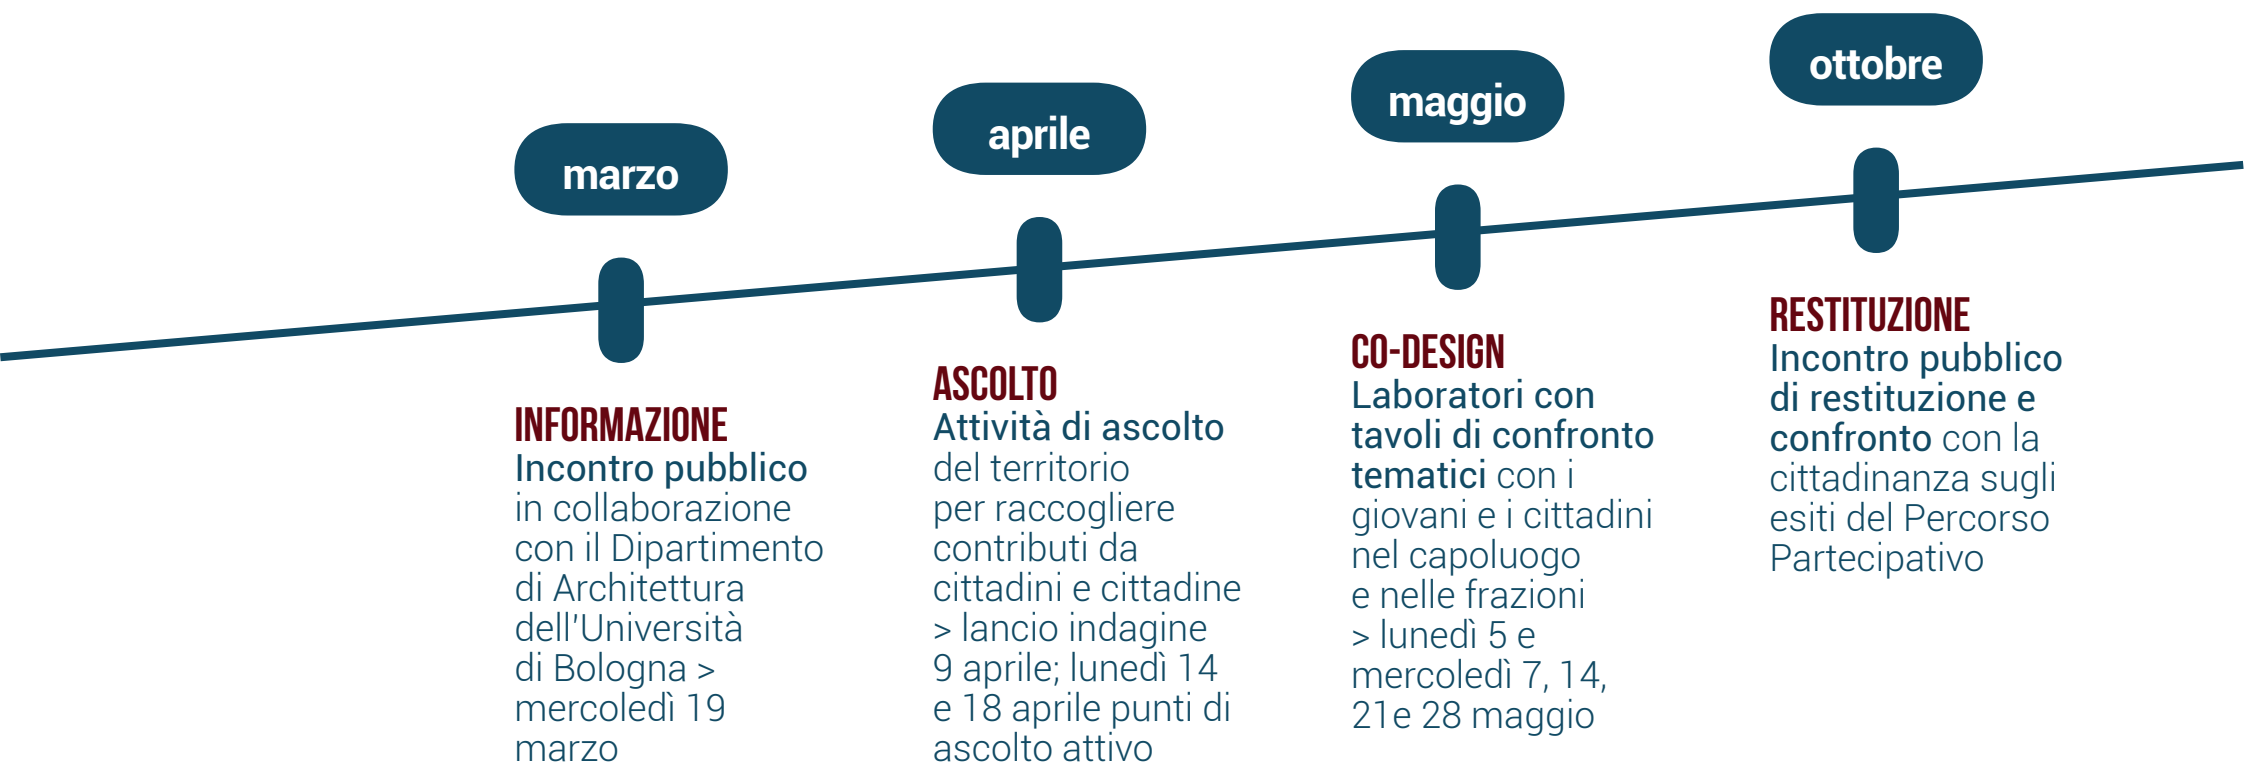 marzo
INFORMAZIONE
Incontro pubblico
in collaborazione
con il Dipartimento
di Architettura
dell'Università
di Bologna >
mercoledì 19
marzo
aprile
ASCOLTO
Attività di ascolto
del territorio
per raccogliere
contributi da
cittadini e cittadine
> lancio indagine
9 aprile; lunedì 14
e 18 aprile punti di
ascolto attivo
maggio
CO-DESIGN
Laboratori con
tavoli di confronto
tematici con i
giovani e i cittadini
nel capoluogo
e nelle frazioni
> lunedì 5 e
mercoledì 7, 14,
21e 28 maggio
ottobre
RESTITUZIONE
Incontro pubblico
di restituzione e
confronto con la
cittadinanza sugli
esiti del Percorso
Partecipativo